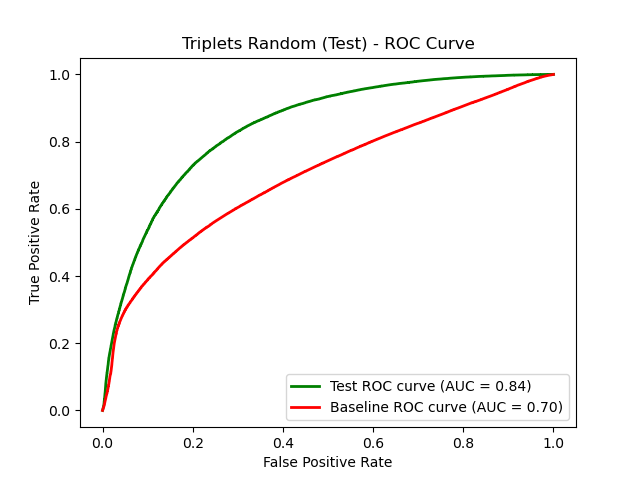 Triplets Random (Test) - ROC Curve
True Positive Rate
1.0
0.8
0.6
0.4
0.2
0.0
0.0 0.2 0.4 0.6 0.8 1.0
False Positive Rate
Test ROC curve (AUC = 0.84)
Baseline ROC curve (AUC = 0.70)